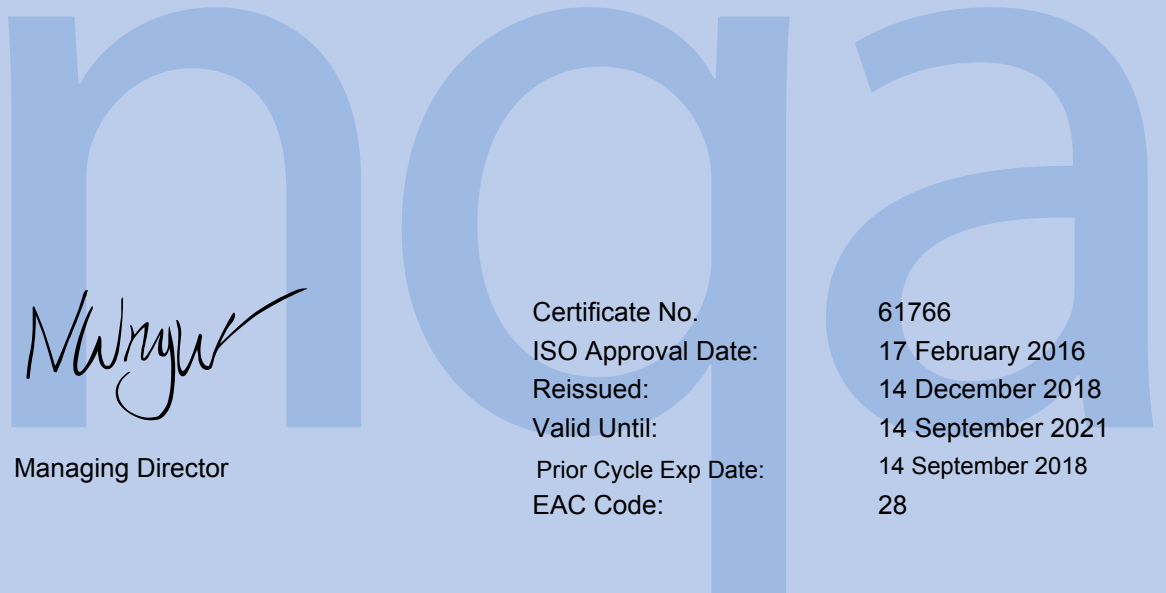 nqa
Certificate No. 61766
ISO Approval Date: 17 February 2016
Reissued: 14 December 2018
Valid Until: 14 September 2021
Managing Director
Prior Cycle Exp Date: 14 September 2018
EAC Code: 28